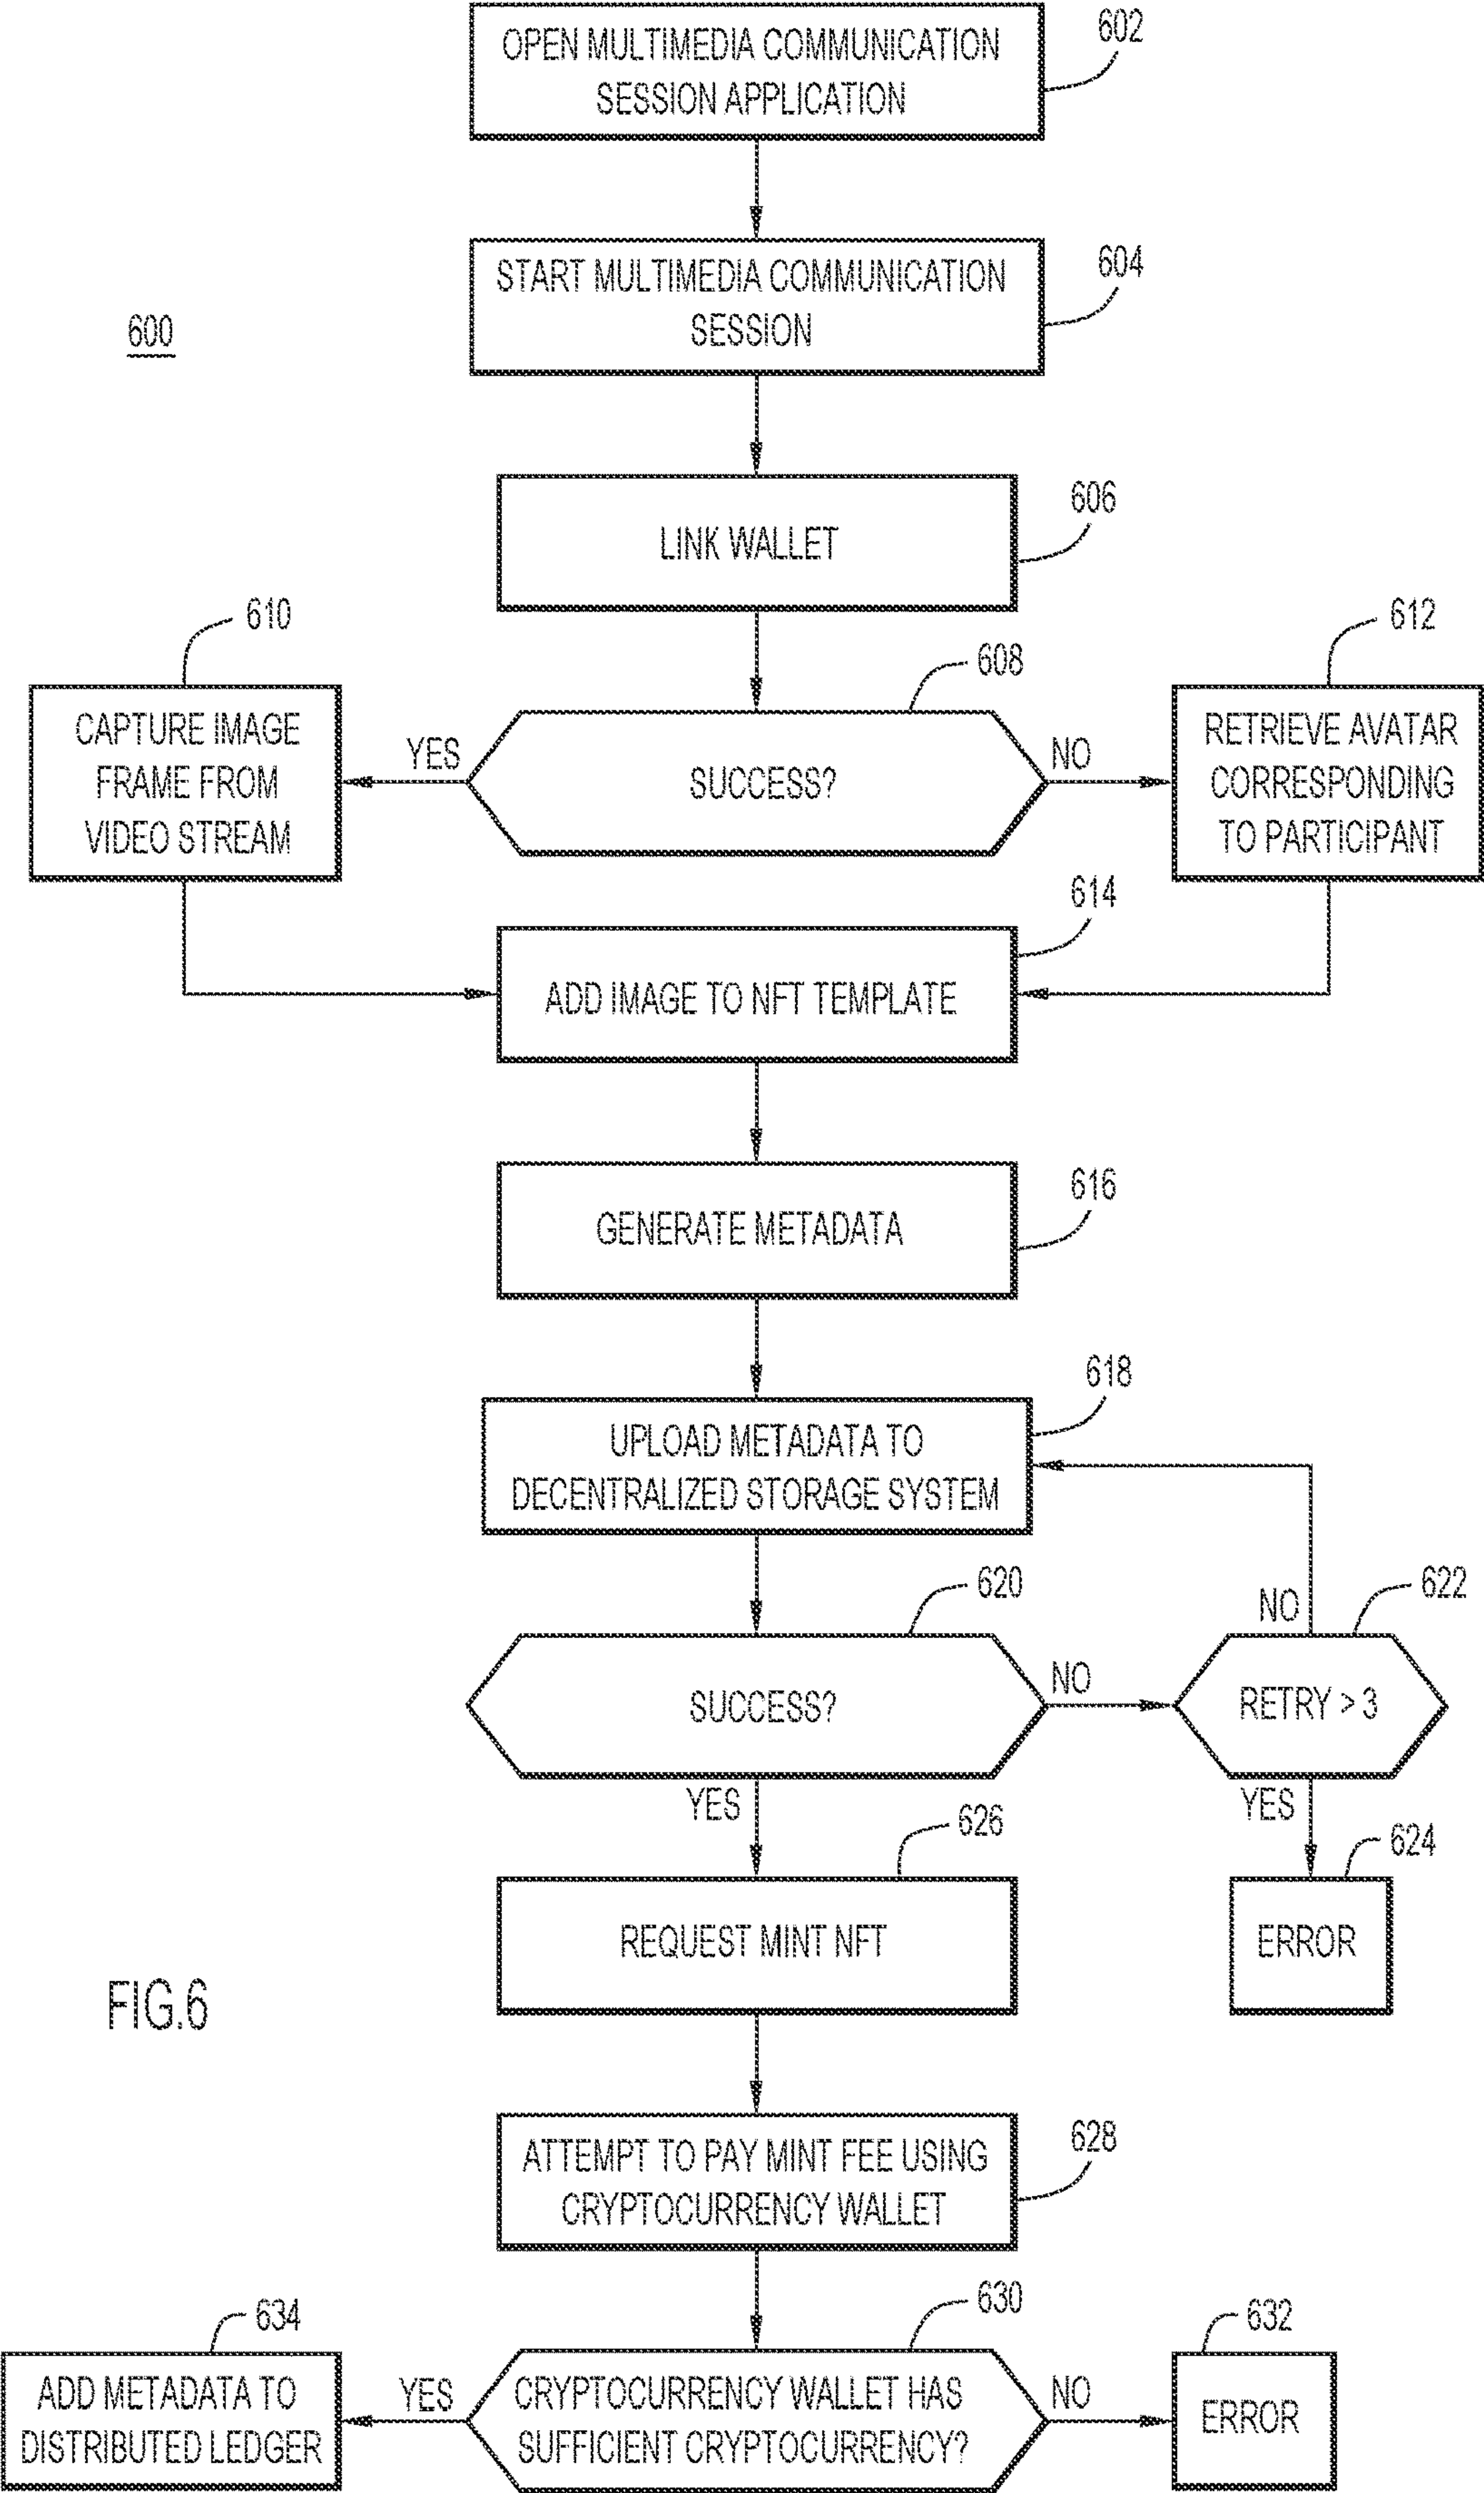 OPEN MULTIMEDIA COMMUNICATION
SESSION APPLICATION
602
START MULTIMEDIA COMMUNICATION
SESSION
604
600
LINK WALLET
606
610
CAPTURE IMAGE
FRAME FROM
VIDEO STREAM
YES
608
SUCCESS?
NO
612
RETRIEVE AVATAR
CORRESPONDING
TO PARTICIPANT
614
ADD IMAGE TO NFT TEMPLATE
616
GENERATE METADATA
618
UPLOAD METADATA TO
DECENTRALIZED STORAGE SYSTEM
620
SUCCESS?
NO
622
NO
RETRY > 3
YES
YES
626
REQUEST MINT NFT
624
ERROR
FIG.6
ATTEMPT TO PAY MINT FEE USING
CRYPTOCURRENCY WALLET
628
634
ADD METADATA TO
DISTRIBUTED LEDGER
YES
630
CRYPTOCURRENCY WALLET HAS
SUFFICIENT CRYPTOCURRENCY?
NO
632
ERROR